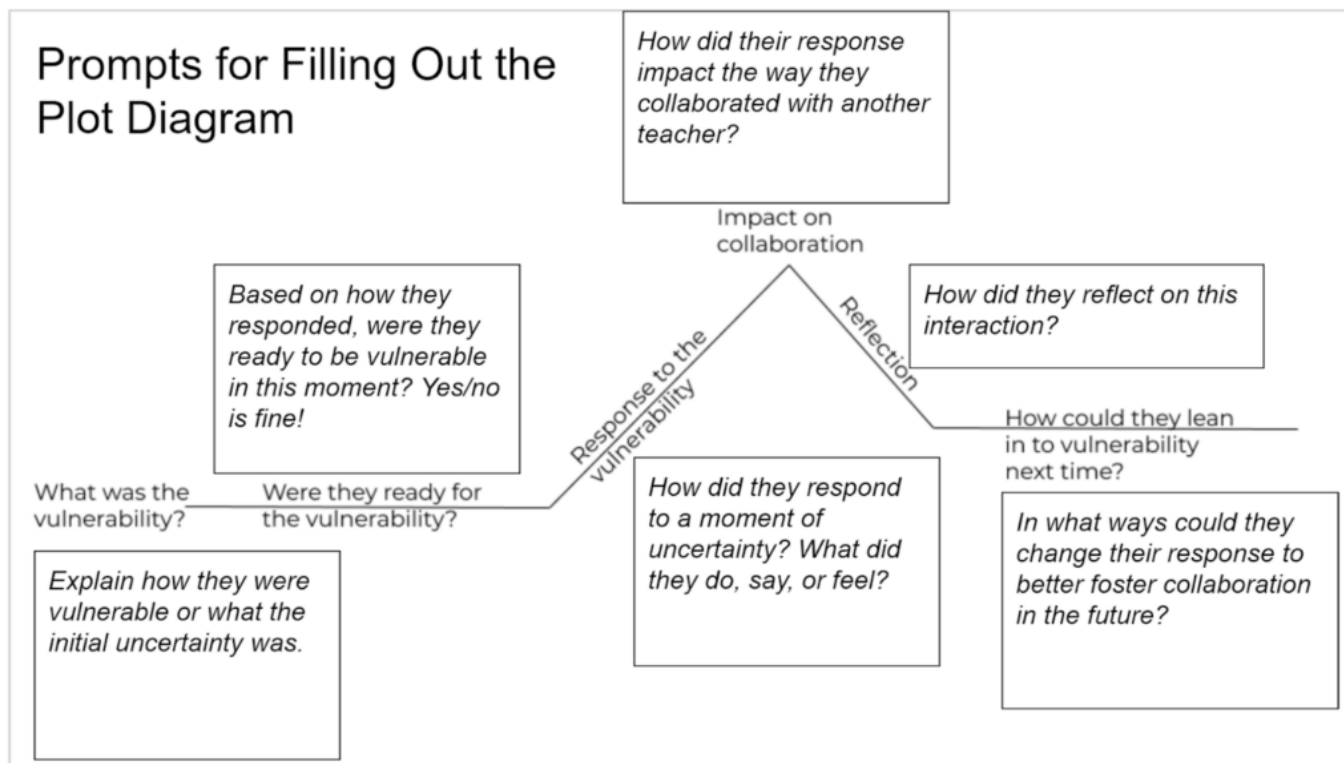 Prompts for Filling Out the
Plot Diagram
How did their response
impact the way they
collaborated with another
teacher?
Impact on
collaboration
Based on how they
responded, were they
ready to be vulnerable
in this moment? Yes/no
is fine!
What was the
vulnerability?
Were they ready for
the vulnerability?
Explain how they were
vulnerable or what the
initial uncertainty was.
Response to the
vulnerability
How did they respond
to a moment of
uncertainty? What did
they do, say, or feel?
Reflection
How did they reflect on this
interaction?
How could they lean
in to vulnerability
next time?
In what ways could they
change their response to
better foster collaboration
in the future?